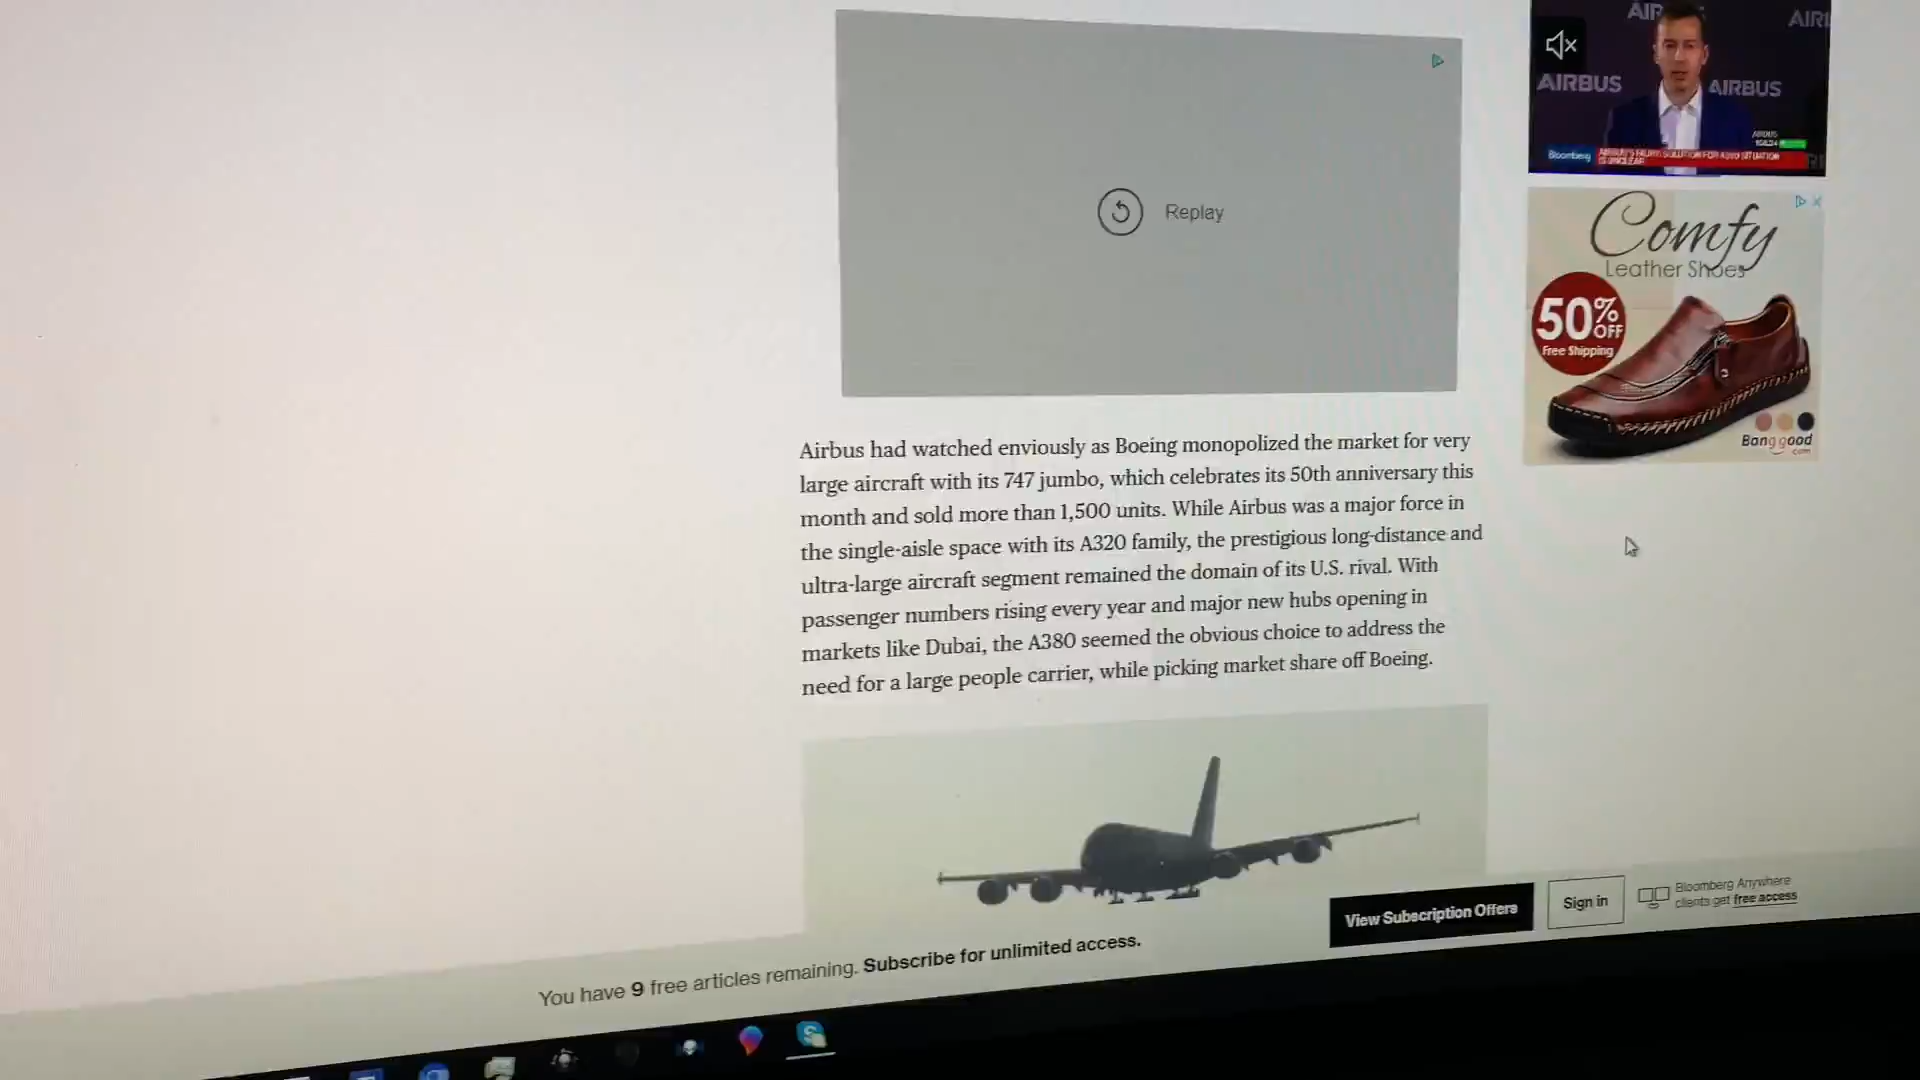 AIR
AIRBUS
AIRBUS
Bloomberg
IS UNCLEAR
Replay
Comfy
Leather Shoes
50% OFF
Free Shipping
Banggood
.com
Airbus had watched enviously as Boeing monopolized the market for very
large aircraft with its 747 jumbo, which celebrates its 50th anniversary this
month and sold more than 1,500 units. While Airbus was a major force in
the single-aisle space with its A320 family, the prestigious long-distance and
ultra-large aircraft segment remained the domain of its U.S. rival. With
passenger numbers rising every year and major new hubs opening in
markets like Dubai, the A380 seemed the obvious choice to address the
need for a large people carrier, while picking market share off Boeing.
View Subscription Offers
Sign in
Bloomberg Anywhere
clients get free access
You have 9 free articles remaining. Subscribe for unlimited access.